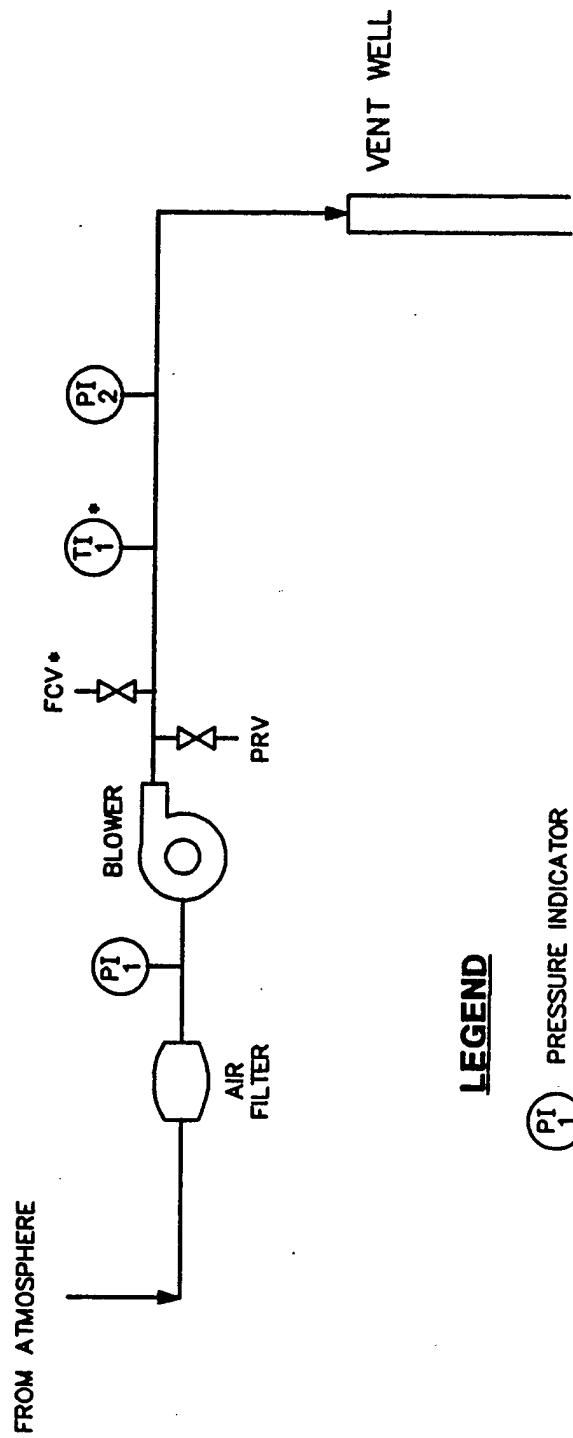 FROM ATMOSPHERE
AIR
FILTER
PI
1
BLOWER
PRV
FCV*
TI
1
*
PI
2
VENT WELL
LEGEND
PI
1
PRESSURE INDICATOR